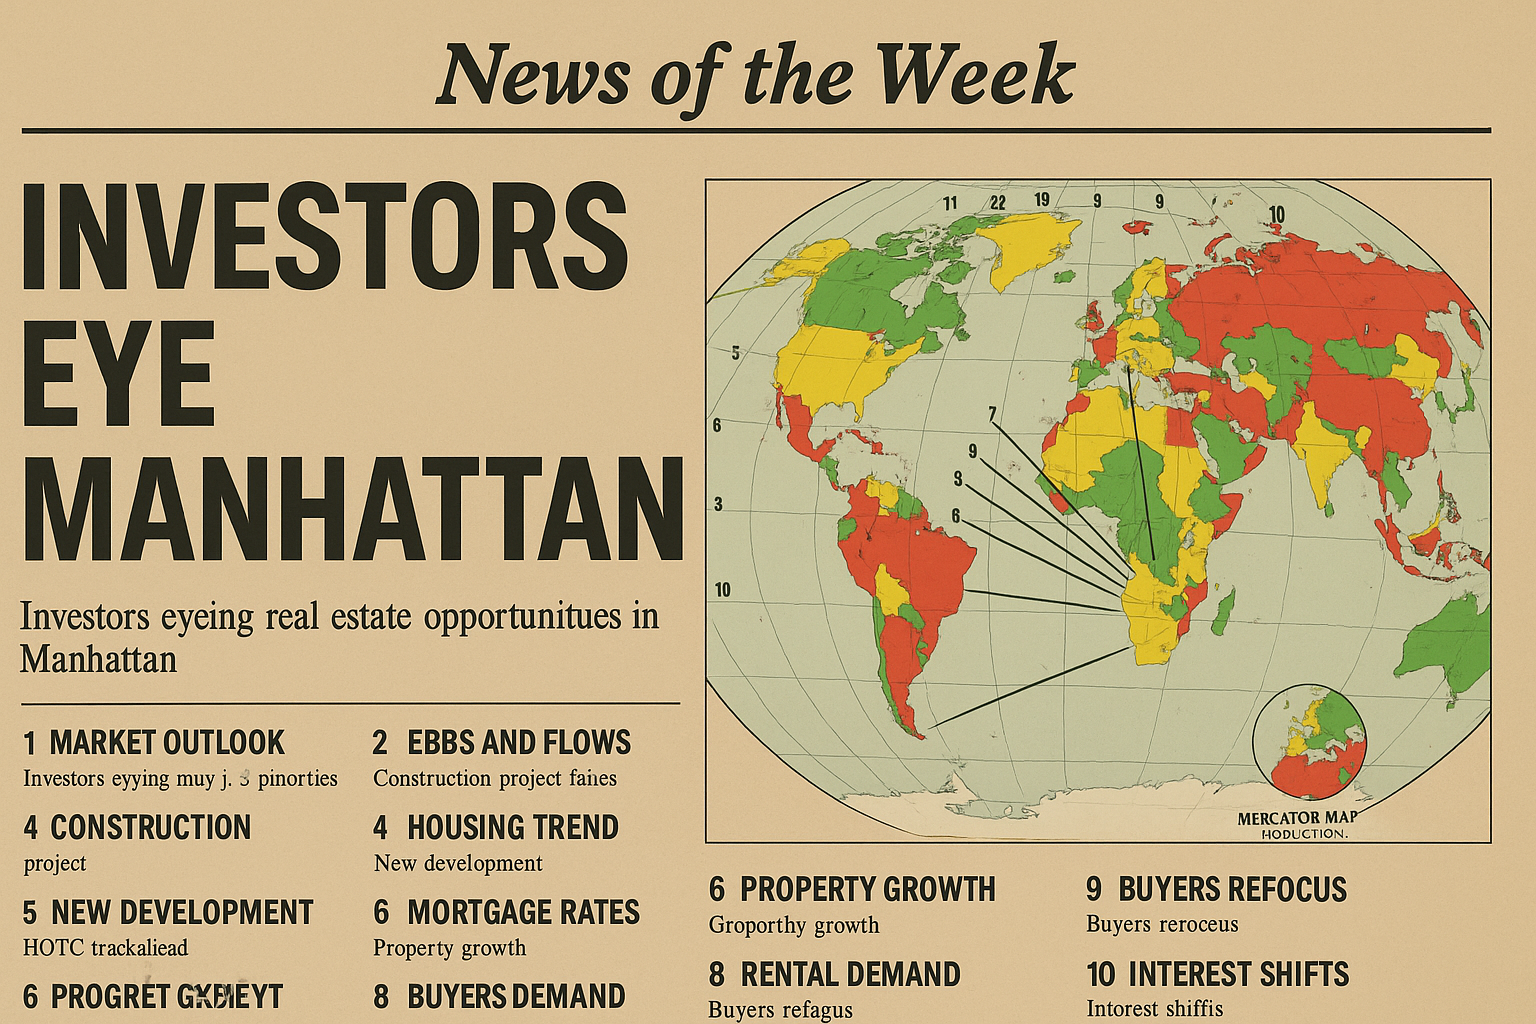 News of the Week
INVESTORS
EYE
MANHATTAN
Investors eyeing real estate opportunitues in
Manhattan
1 MARKET OUTLOOK
Investors eyying muy j. 3 pinorties
2 EBBS AND FLOWS
Construction project faines
4 CONSTRUCTION
project
4 HOUSING TREND
New development
5 NEW DEVELOPMENT
HOTC trackaliead
6 MORTGAGE RATES
Property growth
6 PROGRET
8 BUYERS DEMAND
11 22 19 9 9 10
5
7
6
9
3
3
6
10
MERCATOR MAP
HODUCTION.
6 PROPERTY GROWTH
Groporthy growth
9 BUYERS REFOCUS
Buyers reroceus
8 RENTAL DEMAND
Buyers refagus
10 INTEREST SHIFTS
Intorest shiffis